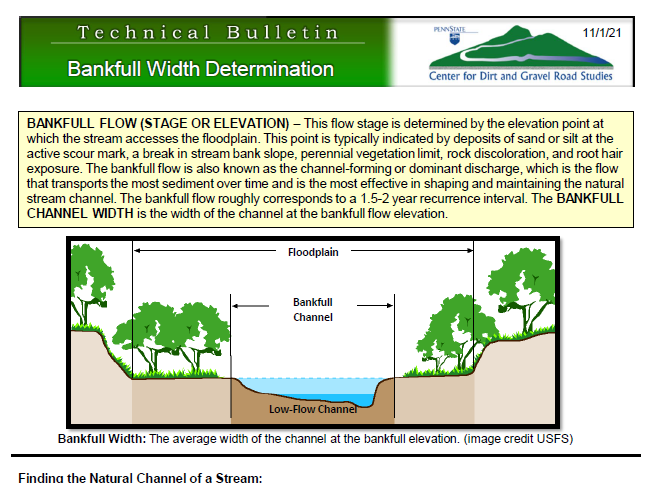 Technical Bulletin
Bankfull Width Determination
PENNSTATE
11/1/21
Center for Dirt and Gravel Road Studies
BANKFULL FLOW (STAGE OR ELEVATION) – This flow stage is determined by the elevation point at
which the stream accesses the floodplain. This point is typically indicated by deposits of sand or silt at the
active scour mark, a break in stream bank slope, perennial vegetation limit, rock discoloration, and root hair
exposure. The bankfull flow is also known as the channel-forming or dominant discharge, which is the flow
that transports the most sediment over time and is the most effective in shaping and maintaining the natural
stream channel. The bankfull flow roughly corresponds to a 1.5-2 year recurrence interval. The BANKFULL
CHANNEL WIDTH is the width of the channel at the bankfull flow elevation.
Floodplain
Bankfull
Channel
Low-Flow Channel
Bankfull Width: The average width of the channel at the bankfull elevation. (image credit USFS)
Finding the Natural Channel of a Stream: